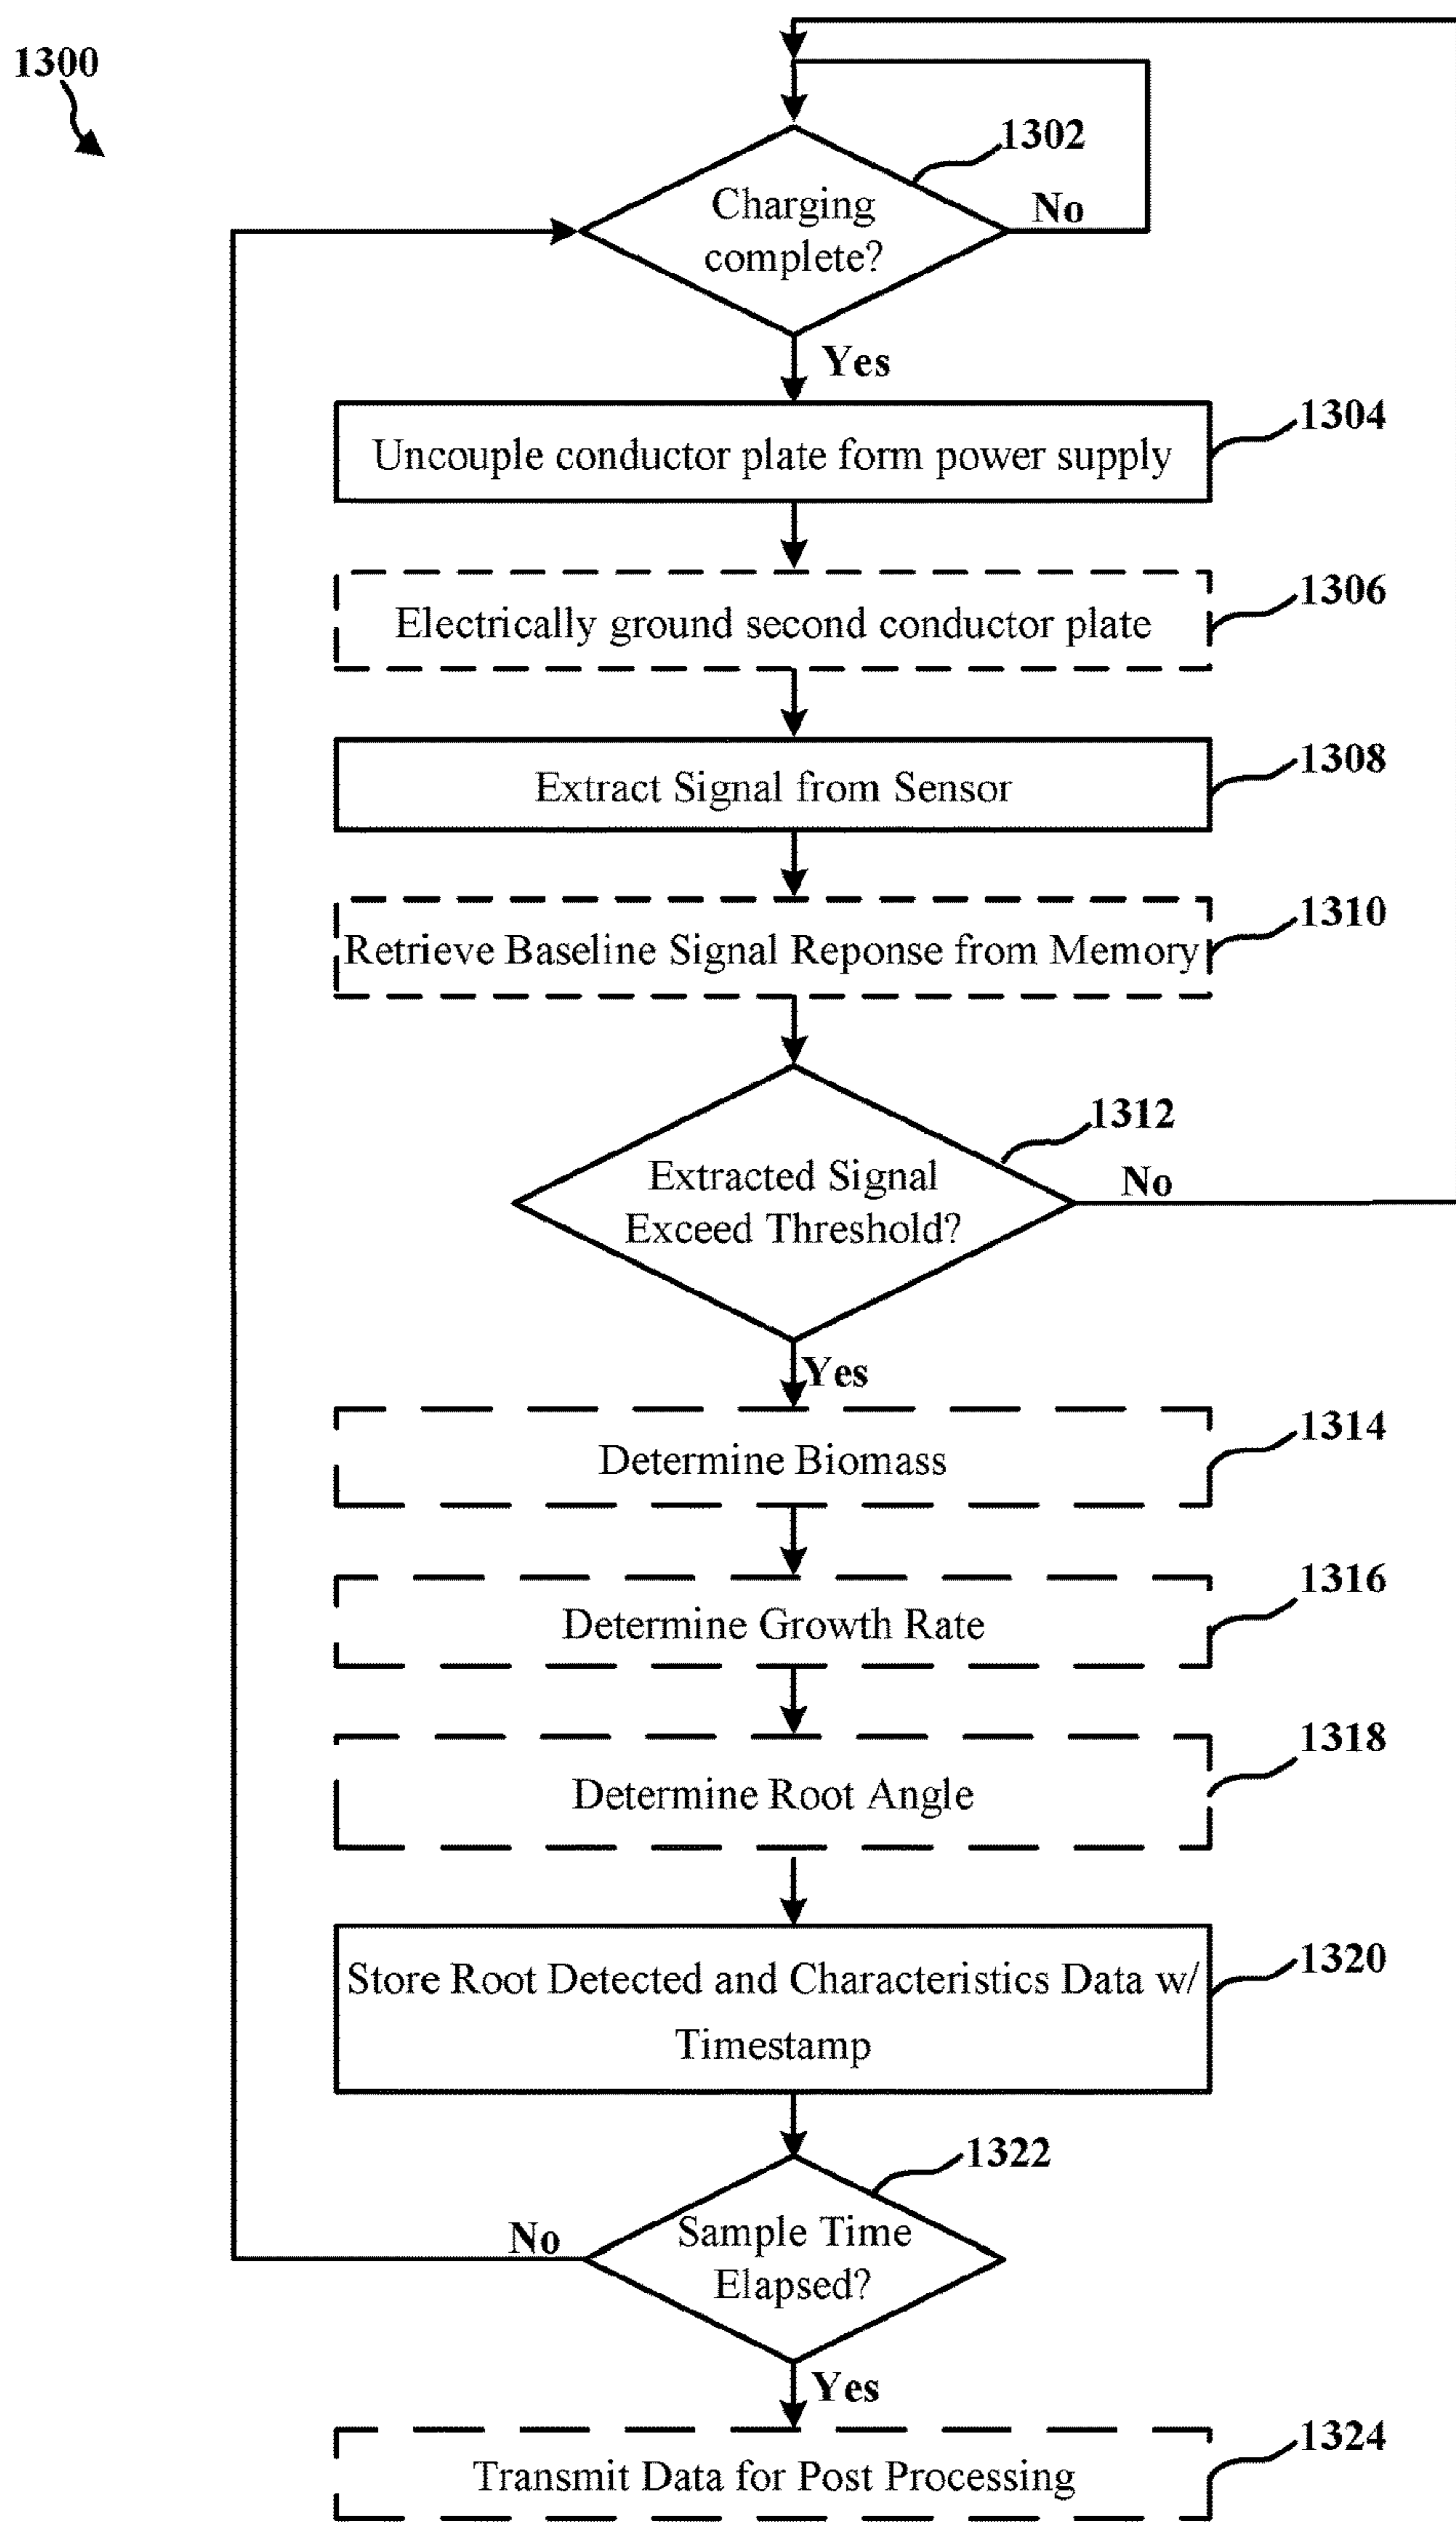 1300
1302
Charging
complete?
No
Yes
1304
Uncouple conductor plate form power supply
1306
Electrically ground second conductor plate
1308
Extract Signal from Sensor
1310
Retrieve Baseline Signal Reponse from Memory
1312
Extracted Signal
Exceed Threshold?
No
Yes
1314
Determine Biomass
1316
Determine Growth Rate
1318
Determine Root Angle
1320
Store Root Detected and Characteristics Data w/
Timestamp
1322
No
Sample Time
Elapsed?
Yes
1324
Transmit Data for Post Processing